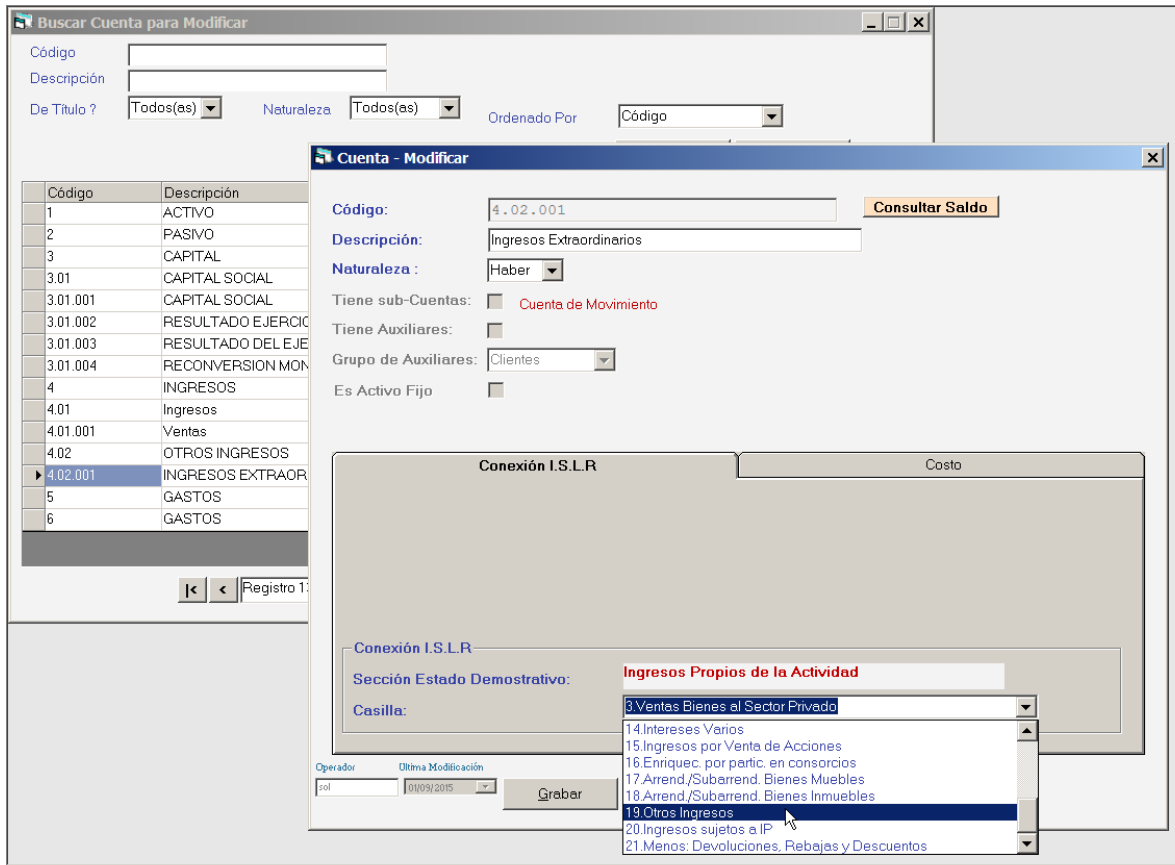 Buscar Cuenta para Modificar
Código
Descripción
De Título ? Todos(as) Naturaleza Todos(as) Ordenado Por Código
Código Descripción
1 ACTIVO
2 PASIVO
3 CAPITAL
3.01 CAPITAL SOCIAL
3.01.001 CAPITAL SOCIAL
3.01.002 RESULTADO EJERCIC
3.01.003 RESULTADO DEL EJE
3.01.004 RECONVERSION MON
4 INGRESOS
4.01 Ingresos
4.01.001 Ventas
4.02 OTROS INGRESOS
4.02.001 INGRESOS EXTRAOR
5 GASTOS
6 GASTOS
Registro 13
Cuenta - Modificar
Código: 4.02.001 Consultar Saldo
Descripción: Ingresos Extraordinarios
Naturaleza : Haber
Tiene sub-Cuentas: Cuenta de Movimiento
Tiene Auxiliares:
Grupo de Auxiliares: Clientes
Es Activo Fijo
Conexión I.S.L.R Costo
Conexión I.S.L.R
Sección Estado Demostrativo: Ingresos Propios de la Actividad
Casilla: 3.Ventas Bienes al Sector Privado
14.Intereses Varios
15.Ingresos por Venta de Acciones
16.Enriquec. por partic. en consorcios
17.Arrend./Subarrend. Bienes Muebles
18.Arrend./Subarrend. Bienes Inmuebles
19.Otros Ingresos
20.Ingresos sujetos a IP
21.Menos: Devoluciones, Rebajas y Descuentos
Operador Ultima Modificación
sol 01/09/2015 Grabar